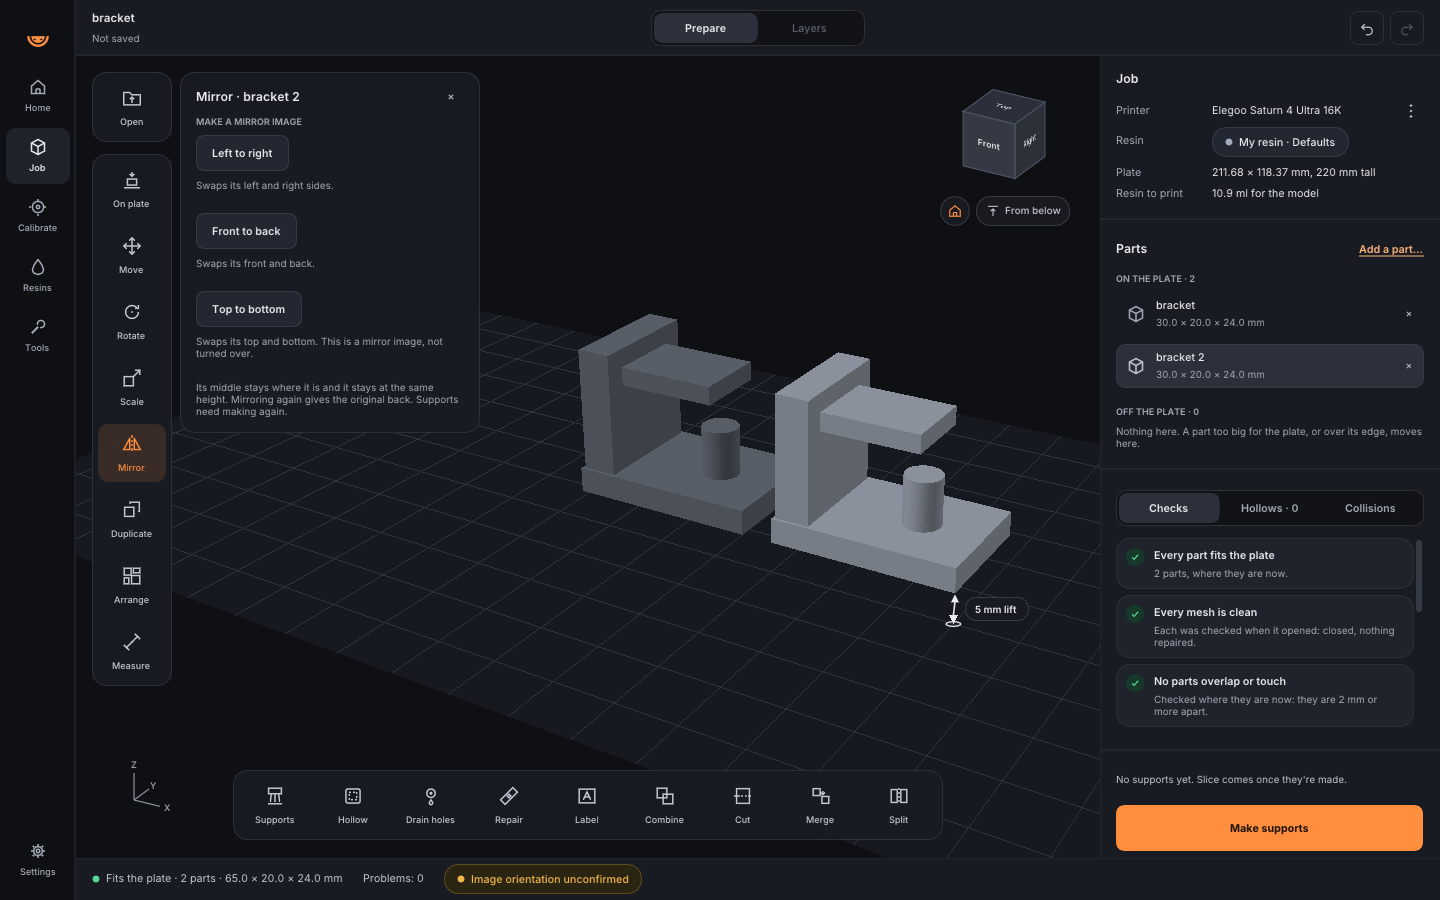 bracket
Not saved
Prepare
Layers
Home
Job
Calibrate
Resins
Tools
Settings
Open
On plate
Move
Rotate
Scale
Mirror
Duplicate
Arrange
Measure
Mirror · bracket 2
×
MAKE A MIRROR IMAGE
Left to right
Swaps its left and right sides.
Front to back
Swaps its front and back.
Top to bottom
Swaps its top and bottom. This is a mirror image, not
turned over.
Its middle stays where it is and it stays at the same
height. Mirroring again gives the original back. Supports
need making again.
Top
Front
Right
From below
5 mm lift
Z
Y
X
Supports
Hollow
Drain holes
Repair
Label
Combine
Cut
Merge
Split
Job
Printer
Elegoo Saturn 4 Ultra 16K
Resin
My resin · Defaults
Plate
211.68 × 118.37 mm, 220 mm tall
Resin to print
10.9 ml for the model
Parts
Add a part...
ON THE PLATE · 2
bracket
30.0 × 20.0 × 24.0 mm
×
bracket 2
30.0 × 20.0 × 24.0 mm
×
OFF THE PLATE · 0
Nothing here. A part too big for the plate, or over its edge, moves
here.
Checks
Hollows · 0
Collisions
Every part fits the plate
2 parts, where they are now.
Every mesh is clean
Each was checked when it opened: closed, nothing
repaired.
No parts overlap or touch
Checked where they are now: they are 2 mm or
more apart.
No supports yet. Slice comes once they're made.
Make supports
Fits the plate · 2 parts · 65.0 × 20.0 × 24.0 mm
Problems: 0
Image orientation unconfirmed